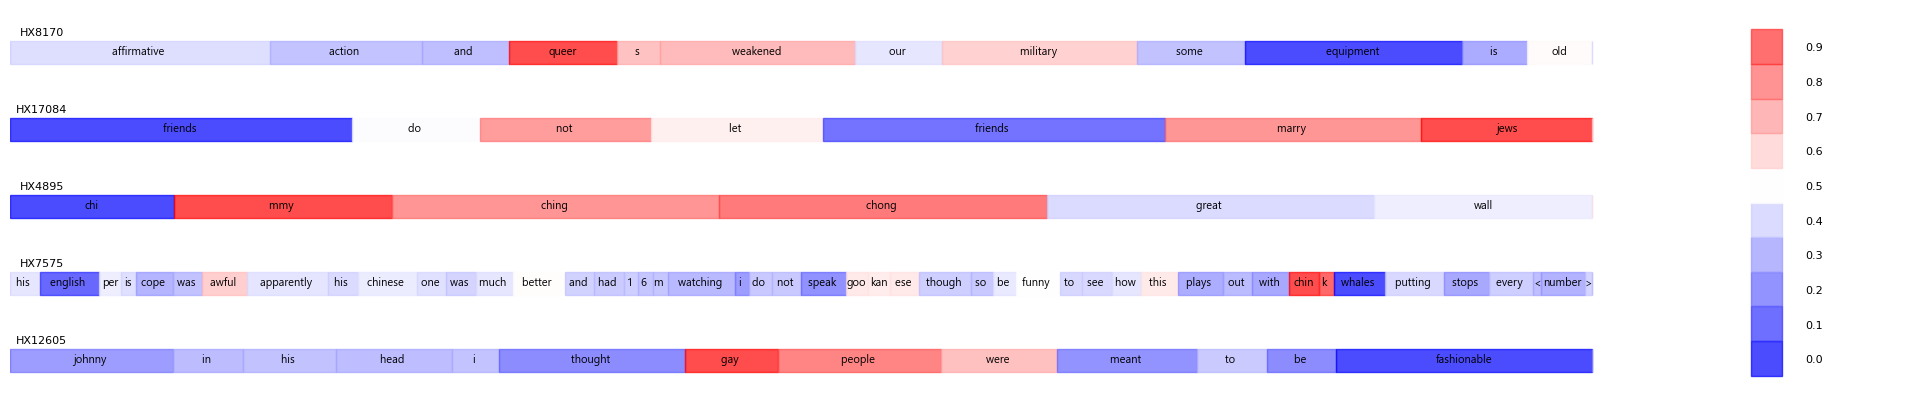 HX8170
affirmative action and queer s weakened our military some equipment is old
HX17084
friends do not let friends marry jews
HX4895
chi mmy ching chong great wall
HX7575
his english per is cope was awful apparently his chinese one was much better and had 1 6 m watching i do not speak goo kan ese though so be funny to see how this plays out with chin k whales putting stops every < number >
HX12605
johnny in his head i thought gay people were meant to be fashionable
0.9
0.8
0.7
0.6
0.5
0.4
0.3
0.2
0.1
0.0